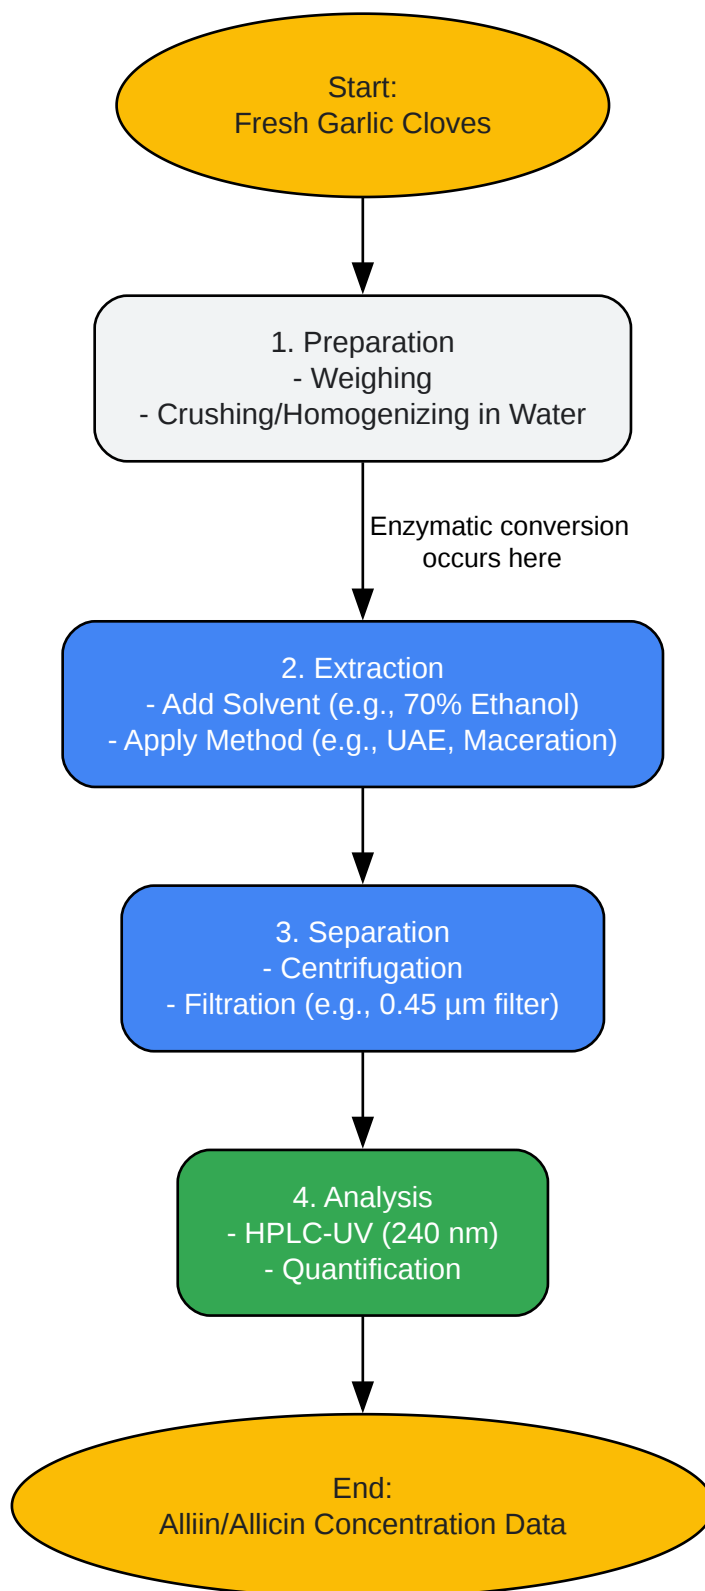 Start:
Fresh Garlic Cloves
1. Preparation
- Weighing
- Crushing/Homogenizing in Water
Enzymatic conversion
occurs here
2. Extraction
- Add Solvent (e.g., 70% Ethanol)
- Apply Method (e.g., UAE, Maceration)
3. Separation
- Centrifugation
- Filtration (e.g., 0.45 µm filter)
4. Analysis
- HPLC-UV (240 nm)
- Quantification
End:
Alliin/Allicin Concentration Data